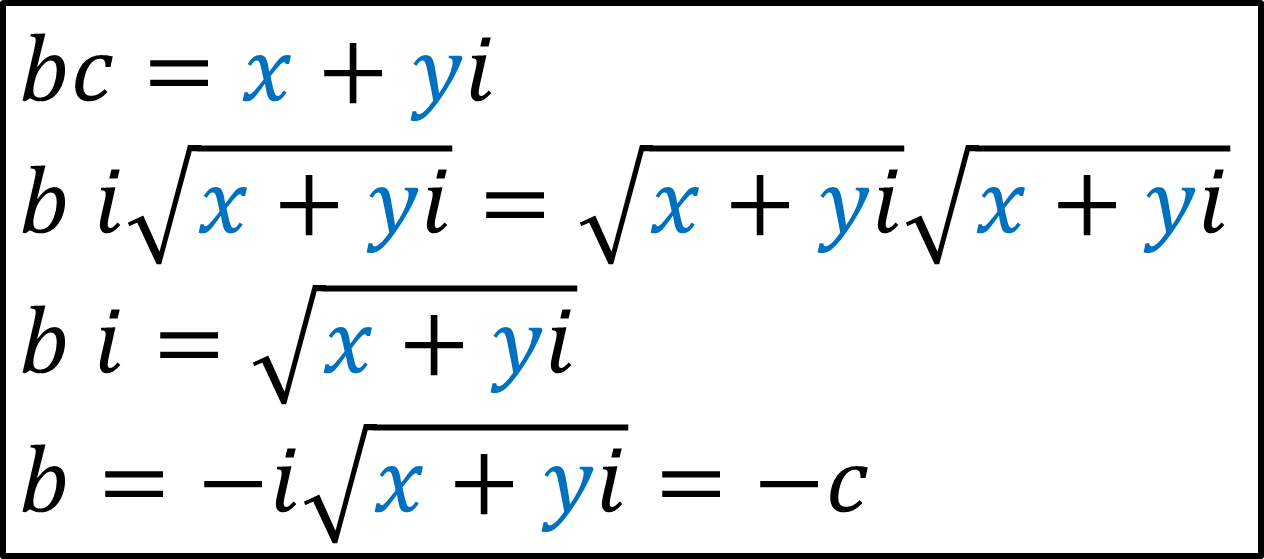 bc = x + yi
b i√(x + yi) = √(x + yi)√(x + yi)
b i = √(x + yi)
b = −i√(x + yi) = −c